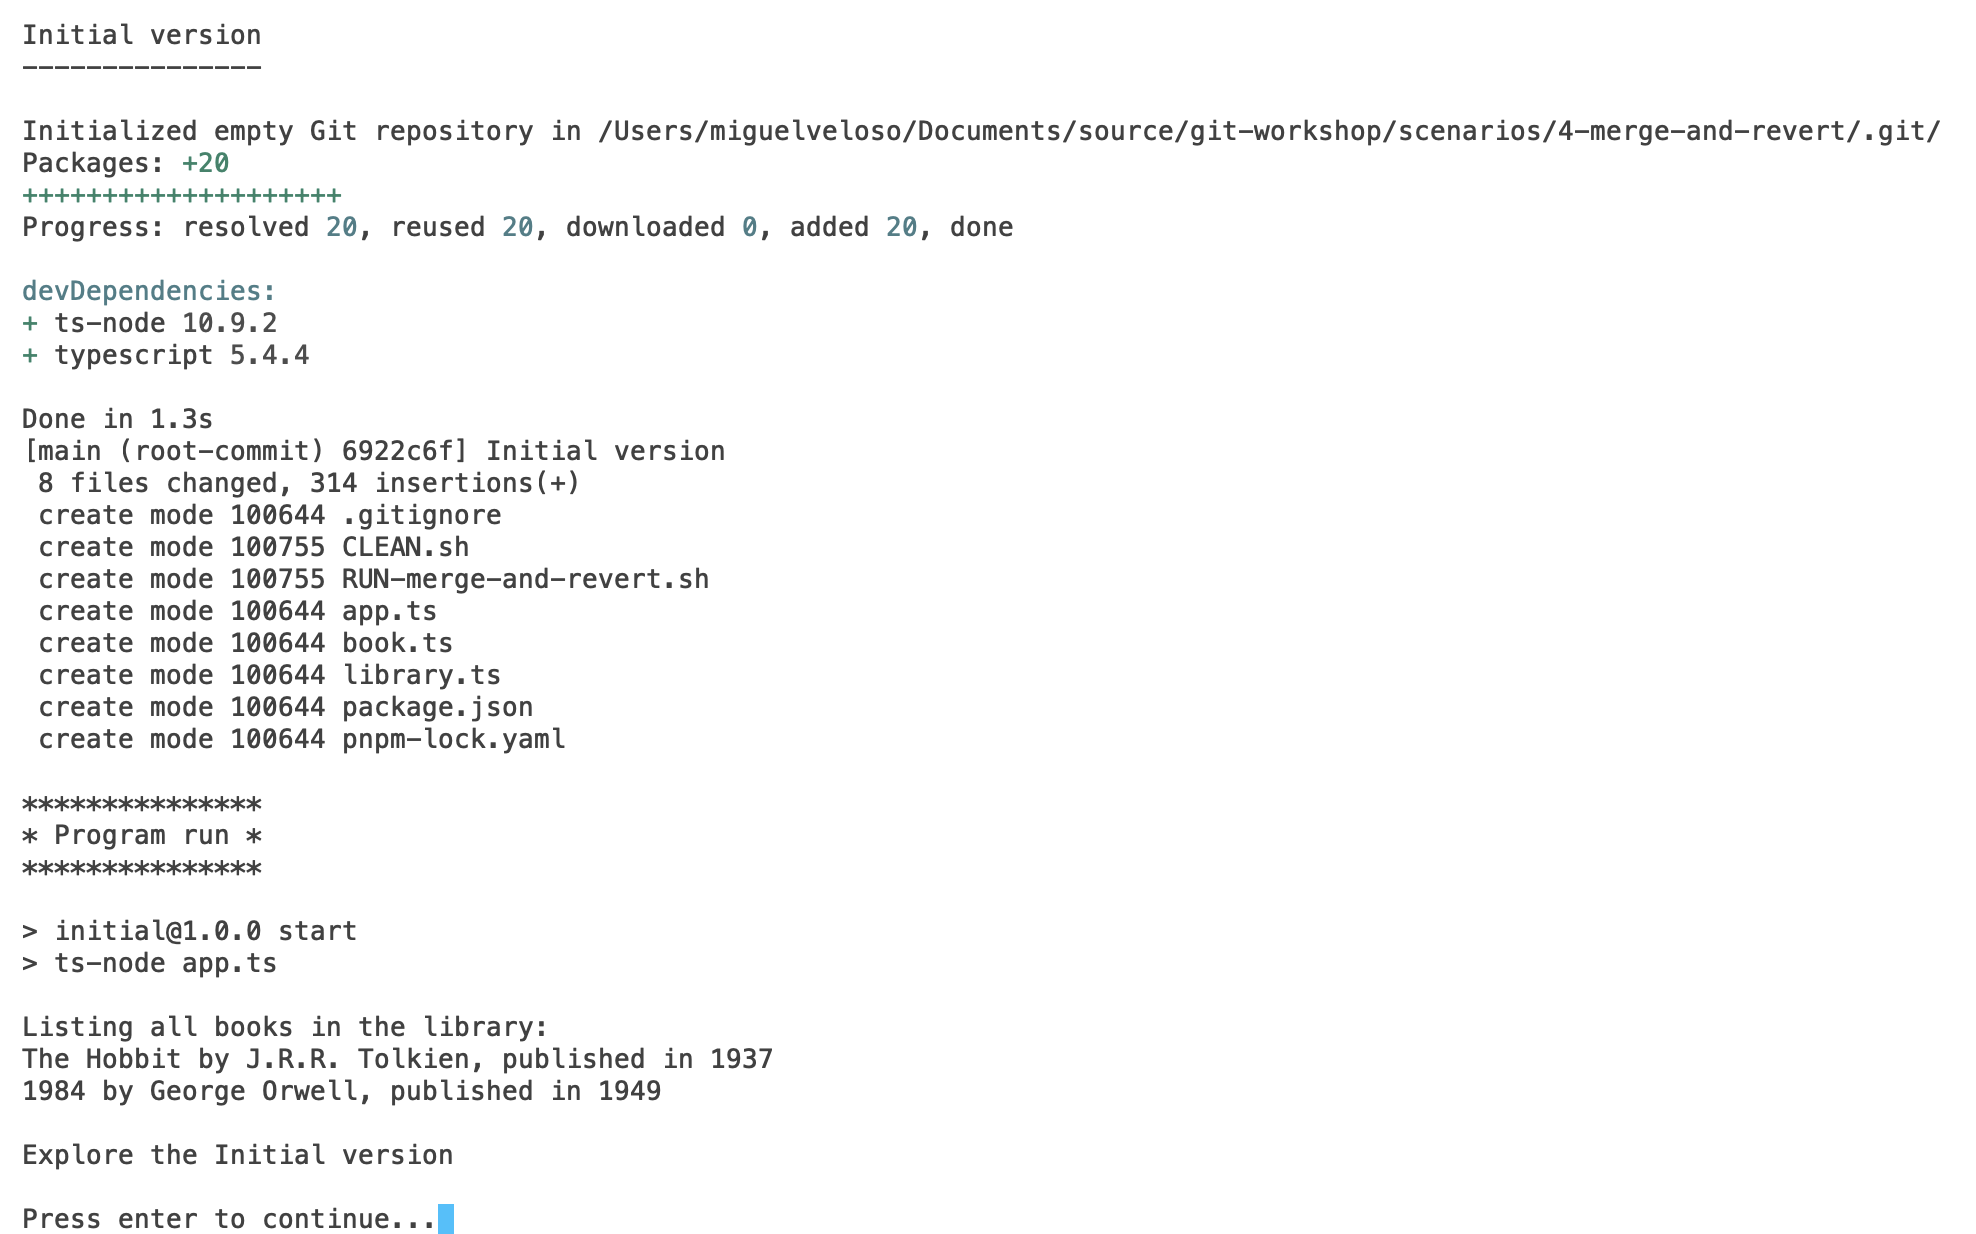 Initial version
---------------
Initialized empty Git repository in /Users/miguelveloso/Documents/source/git-workshop/scenarios/4-merge-and-revert/.git/
Packages: +20
++++++++++++++++++++
Progress: resolved 20, reused 20, downloaded 0, added 20, done
devDependencies:
+ ts-node 10.9.2
+ typescript 5.4.4
Done in 1.3s
[main (root-commit) 6922c6f] Initial version
 8 files changed, 314 insertions(+)
 create mode 100644 .gitignore
 create mode 100755 CLEAN.sh
 create mode 100755 RUN-merge-and-revert.sh
 create mode 100644 app.ts
 create mode 100644 book.ts
 create mode 100644 library.ts
 create mode 100644 package.json
 create mode 100644 pnpm-lock.yaml
***************
* Program run *
***************
> initial@1.0.0 start
> ts-node app.ts
Listing all books in the library:
The Hobbit by J.R.R. Tolkien, published in 1937
1984 by George Orwell, published in 1949
Explore the Initial version
Press enter to continue...